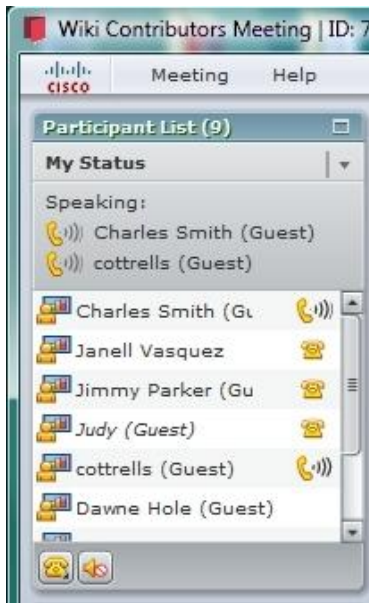 Wiki Contributors Meeting | ID: 7
CISCO
Meeting Help
Participant List (9)
My Status
Speaking:
Charles Smith (Guest)
cottrells (Guest)
Charles Smith (Gu
Janell Vasquez
Jimmy Parker (Gu
Judy (Guest)
cottrells (Guest)
Dawne Hole (Guest)